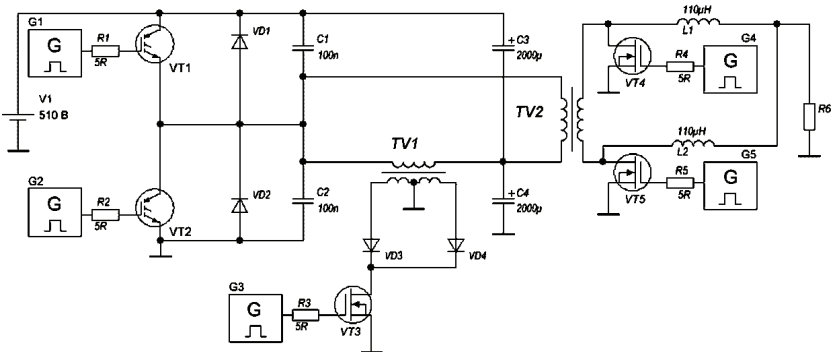 G1
G
R1
5R
VT1
VD1
C1
100n
+ C3
2000µ
V1
510 В
G2
G
R2
5R
VT2
VD2
C2
100n
TV1
+ C4
2000µ
VD3
VD4
G3
G
R3
5R
VT3
TV2
110µH
L1
VT4
R4
5R
G4
G
110µH
L2
VT5
R5
5R
G5
G
R6